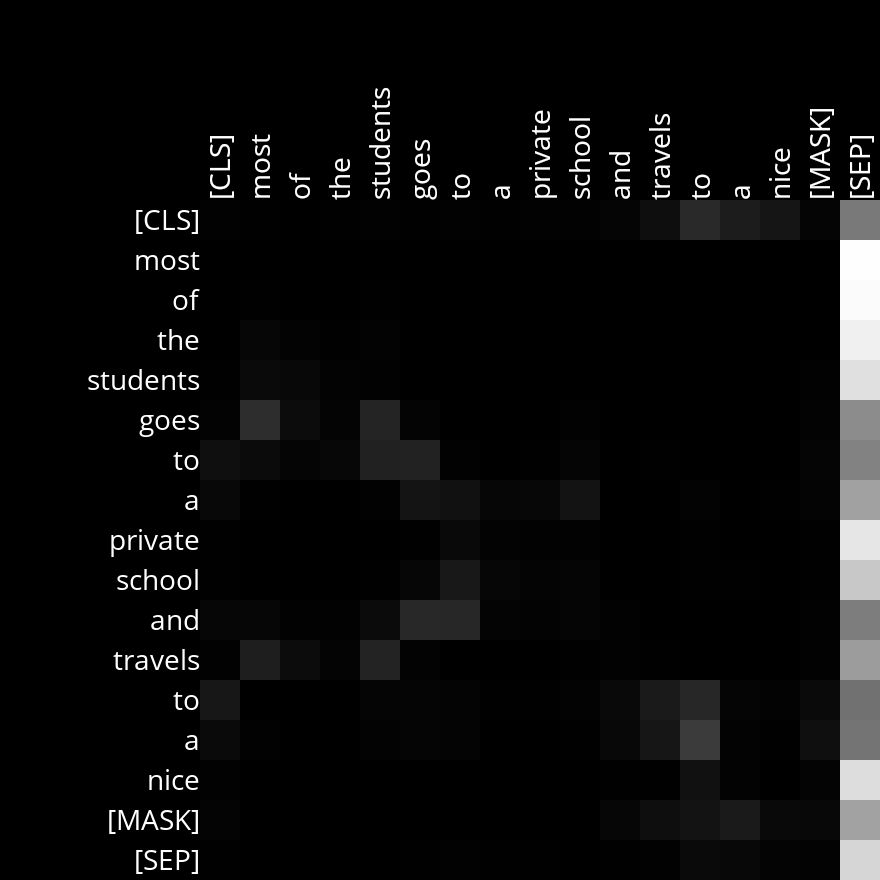 [CLS] most of the students goes to a private school and travels to a nice [MASK] [SEP]
[CLS]
most
of
the
students
goes
to
a
private
school
and
travels
to
a
nice
[MASK]
[SEP]